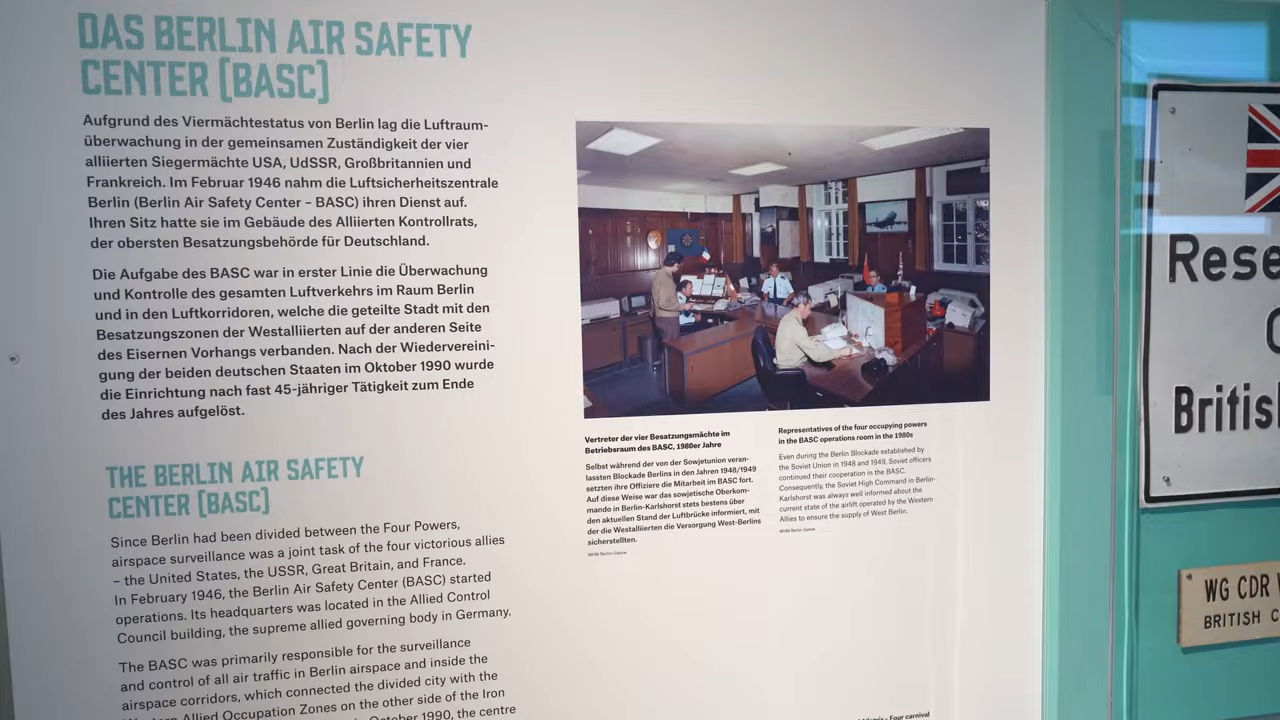 DAS BERLIN AIR SAFETY
CENTER (BASC)
Aufgrund des Viermächtestatus von Berlin lag die Luftraum-
überwachung in der gemeinsamen Zuständigkeit der vier
alliierten Siegermächte USA, UdSSR, Großbritannien und
Frankreich. Im Februar 1946 nahm die Luftsicherheitszentrale
Berlin (Berlin Air Safety Center – BASC) ihren Dienst auf.
Ihren Sitz hatte sie im Gebäude des Alliierten Kontrollrats,
der obersten Besatzungsbehörde für Deutschland.
Die Aufgabe des BASC war in erster Linie die Überwachung
und Kontrolle des gesamten Luftverkehrs im Raum Berlin
und in den Luftkorridoren, welche die geteilte Stadt mit den
Besatzungszonen der Westalliierten auf der anderen Seite
des Eisernen Vorhangs verbanden. Nach der Wiedervereini-
gung der beiden deutschen Staaten im Oktober 1990 wurde
die Einrichtung nach fast 45-jähriger Tätigkeit zum Ende
des Jahres aufgelöst.
THE BERLIN AIR SAFETY
CENTER (BASC)
Since Berlin had been divided between the Four Powers,
airspace surveillance was a joint task of the four victorious allies
– the United States, the USSR, Great Britain, and France.
In February 1946, the Berlin Air Safety Center (BASC) started
operations. Its headquarters was located in the Allied Control
Council building, the supreme allied governing body in Germany.
The BASC was primarily responsible for the surveillance
and control of all air traffic in Berlin airspace and inside the
airspace corridors, which connected the divided city with the
Western Allied Occupation Zones on the other side of the Iron
October 1990, the centre
Vertreter der vier Besatzungsmächte im
Betriebsraum des BASC, 1980er Jahre
Selbst während der von der Sowjetunion veran-
lassten Blockade Berlins in den Jahren 1948/1949
setzten ihre Offiziere die Mitarbeit im BASC fort.
Auf diese Weise war das sowjetische Oberkom-
mando in Berlin-Karlshorst stets bestens über
den aktuellen Stand der Luftbrücke informiert, mit
der die Westalliierten die Versorgung West-Berlins
sicherstellten.
MHM Berlin-Gatow
Representatives of the four occupying powers
in the BASC operations room in the 1980s
Even during the Berlin Blockade established by
the Soviet Union in 1948 and 1949, Soviet officers
continued their cooperation in the BASC.
Consequently, the Soviet High Command in Berlin-
Karlshorst was always well informed about the
current state of the airlift operated by the Western
Allies to ensure the supply of West Berlin.
MHM Berlin-Gatow
– Four carnival
Rese
Britis
WG CDR
BRITISH C